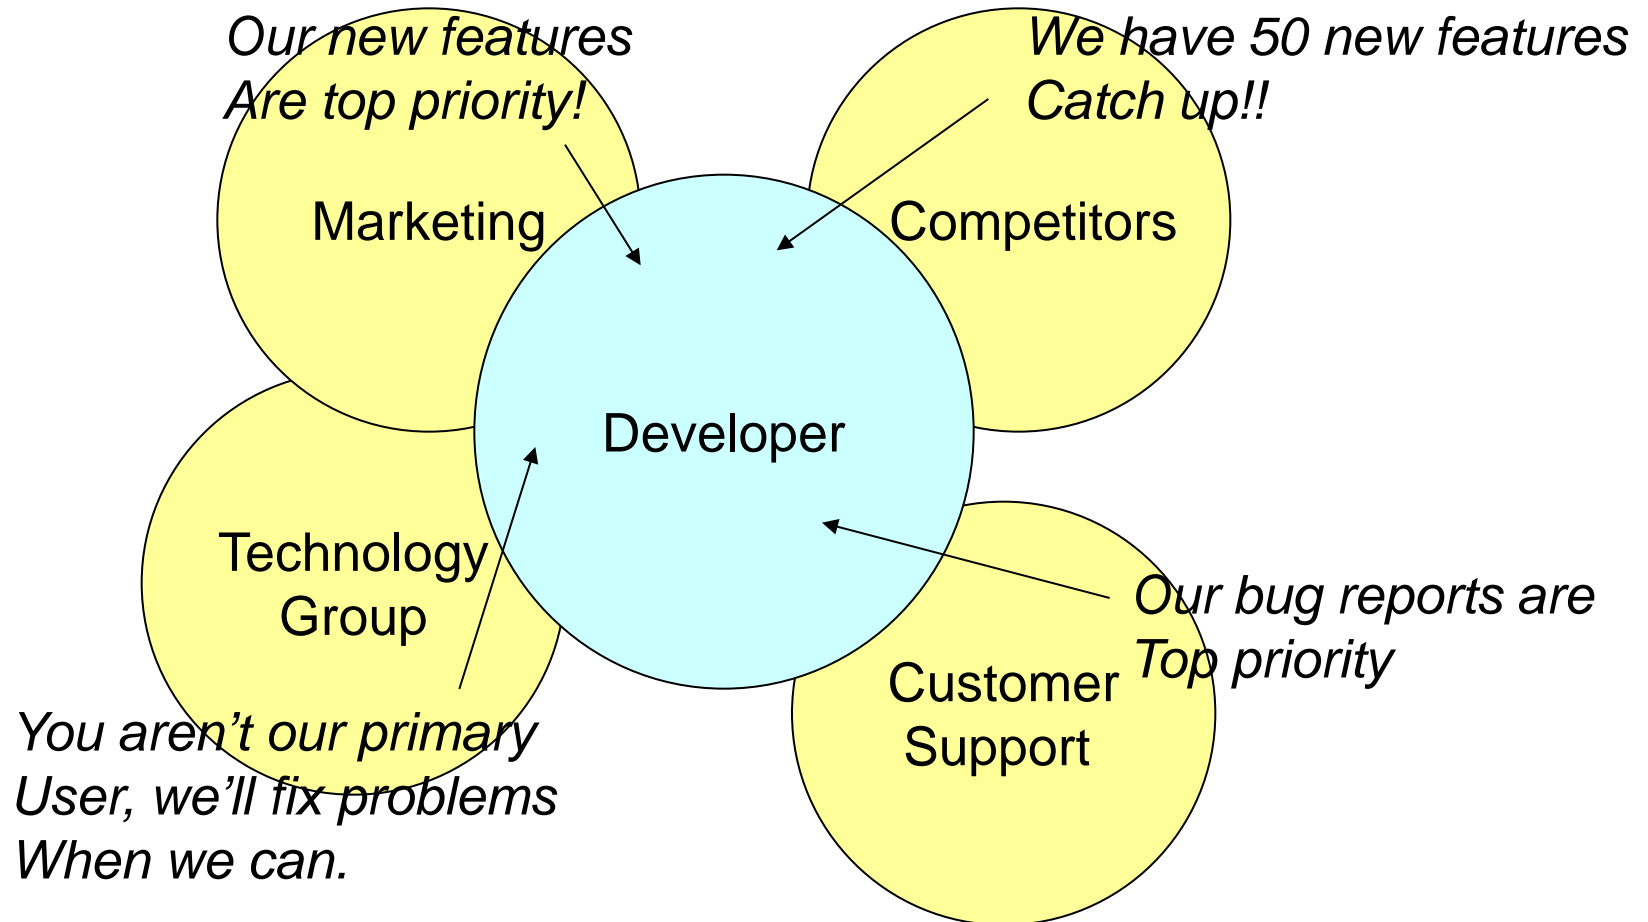 Our new features
Are top priority!
We have 50 new features
Catch up!!
Marketing
Competitors
Developer
Technology
Group
Our bug reports are
Top priority
Customer
Support
You aren’t our primary
User, we’ll fix problems
When we can.